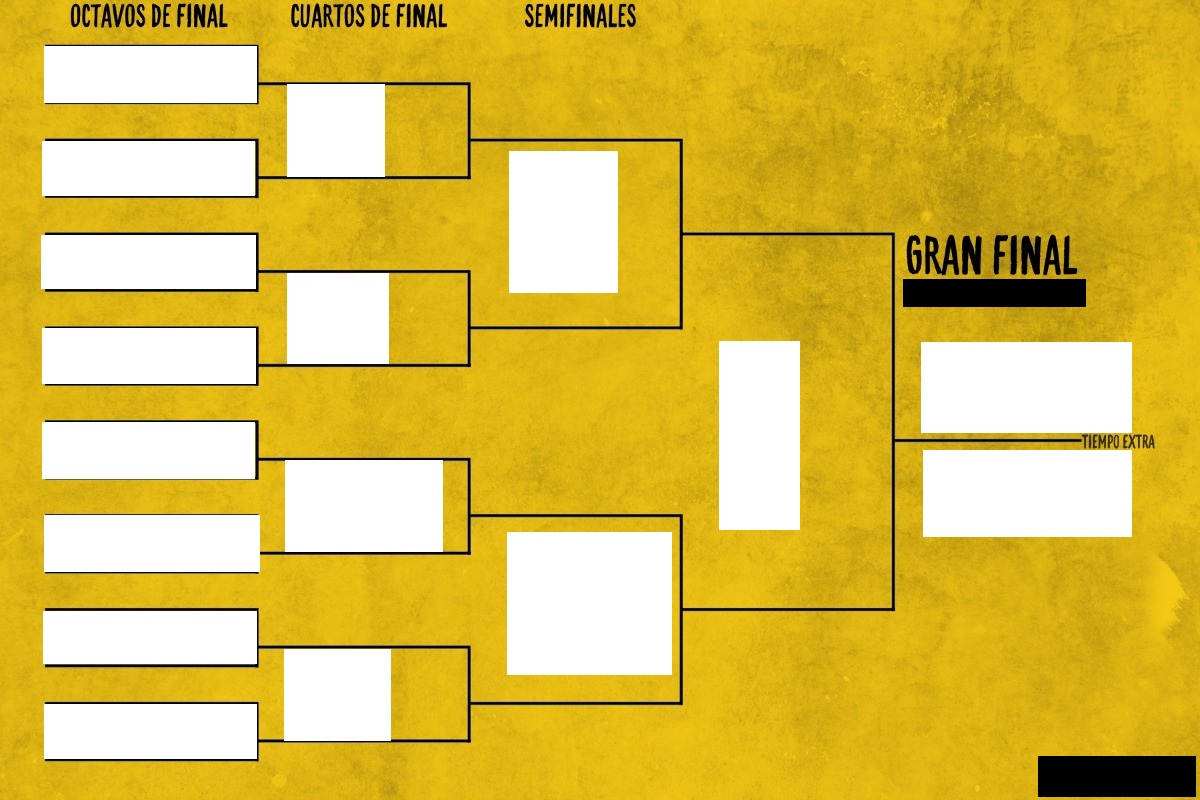 OCTAVOS DE FINAL
CUARTOS DE FINAL
SEMIFINALES
GRAN FINAL
TIEMPO EXTRA